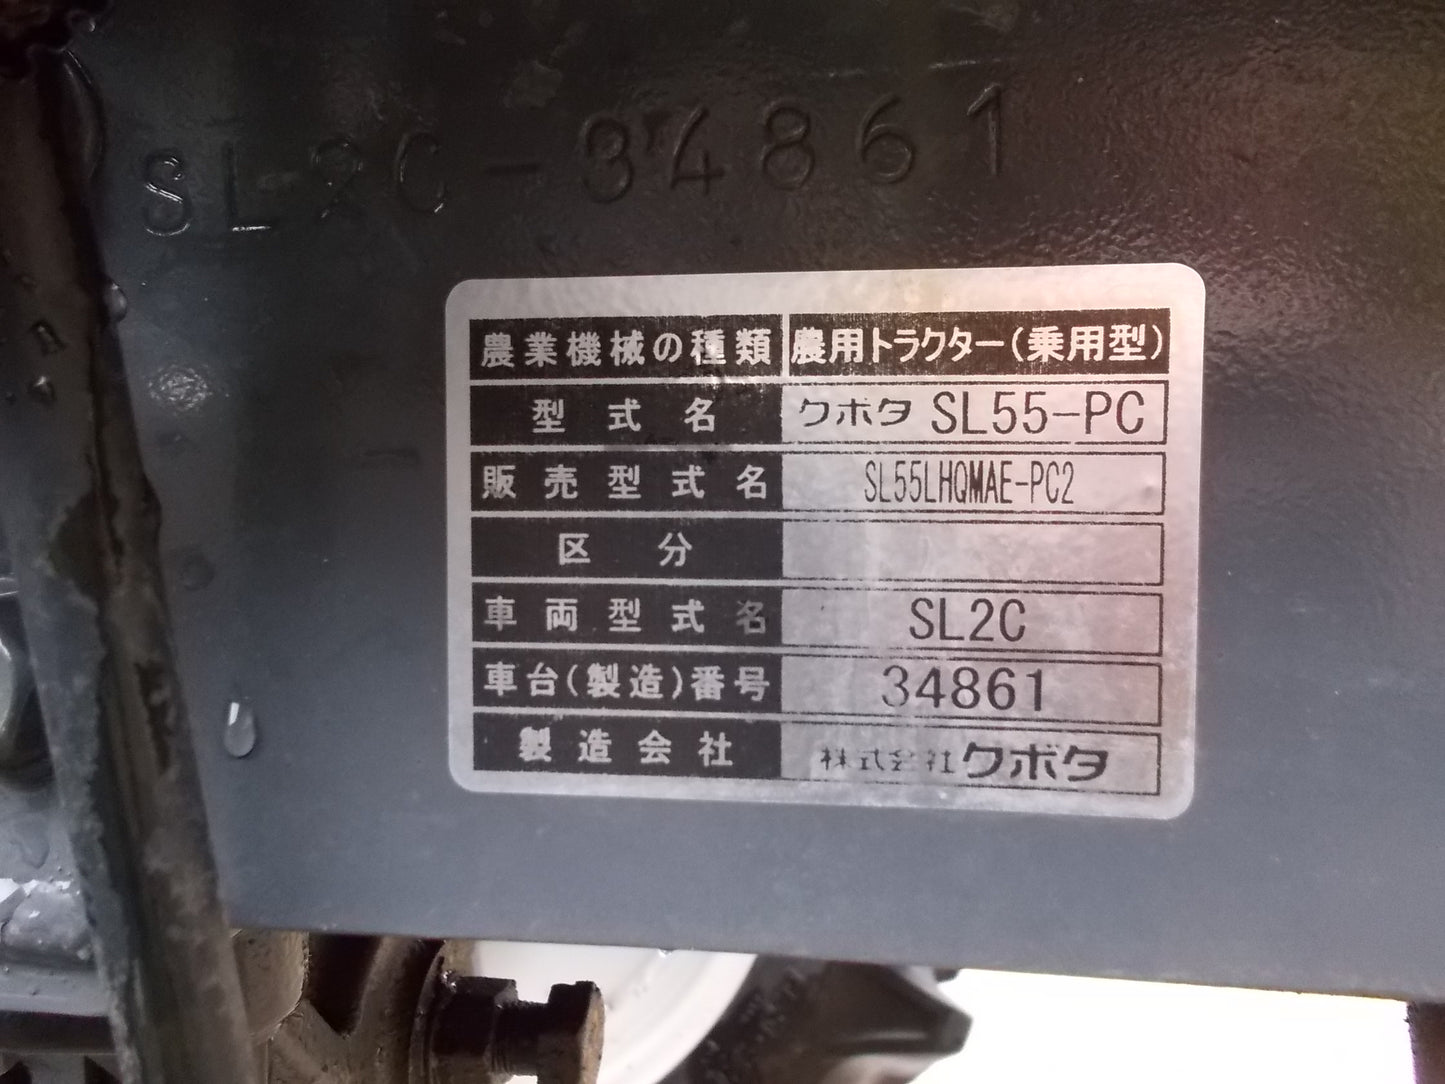 SL2C-34861
農業機械の種類 農用トラクター(乗用型)
型式名 クボタ SL55-PC
販売型式名 SL55LHQMAE-PC2
区分
車両型式名 SL2C
車台(製造)番号 34861
製造会社 株式会社クボタ